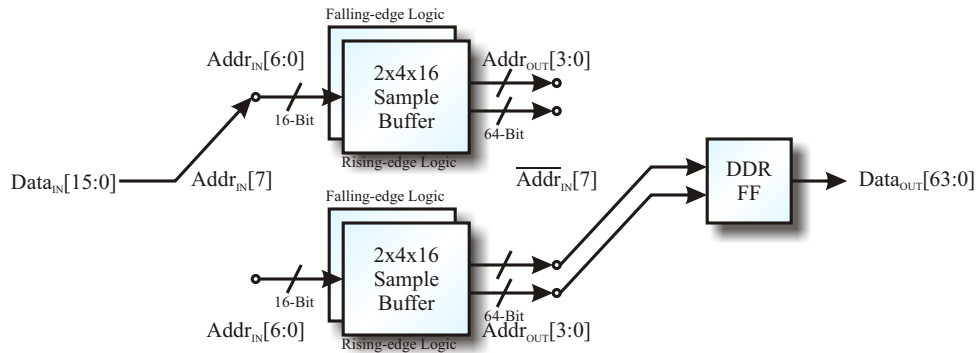 Falling-edge Logic
Addr_IN[6:0]
2x4x16
Sample
Buffer
Addr_OUT[3:0]
16-Bit
64-Bit
Rising-edge Logic
Data_IN[15:0]
Addr_IN[7]
Falling-edge Logic
A̅d̅d̅r̅_IN[7]
DDR
FF
Data_OUT[63:0]
2x4x16
Sample
Buffer
16-Bit
64-Bit
Addr_IN[6:0]
Addr_OUT[3:0]
Rising-edge Logic